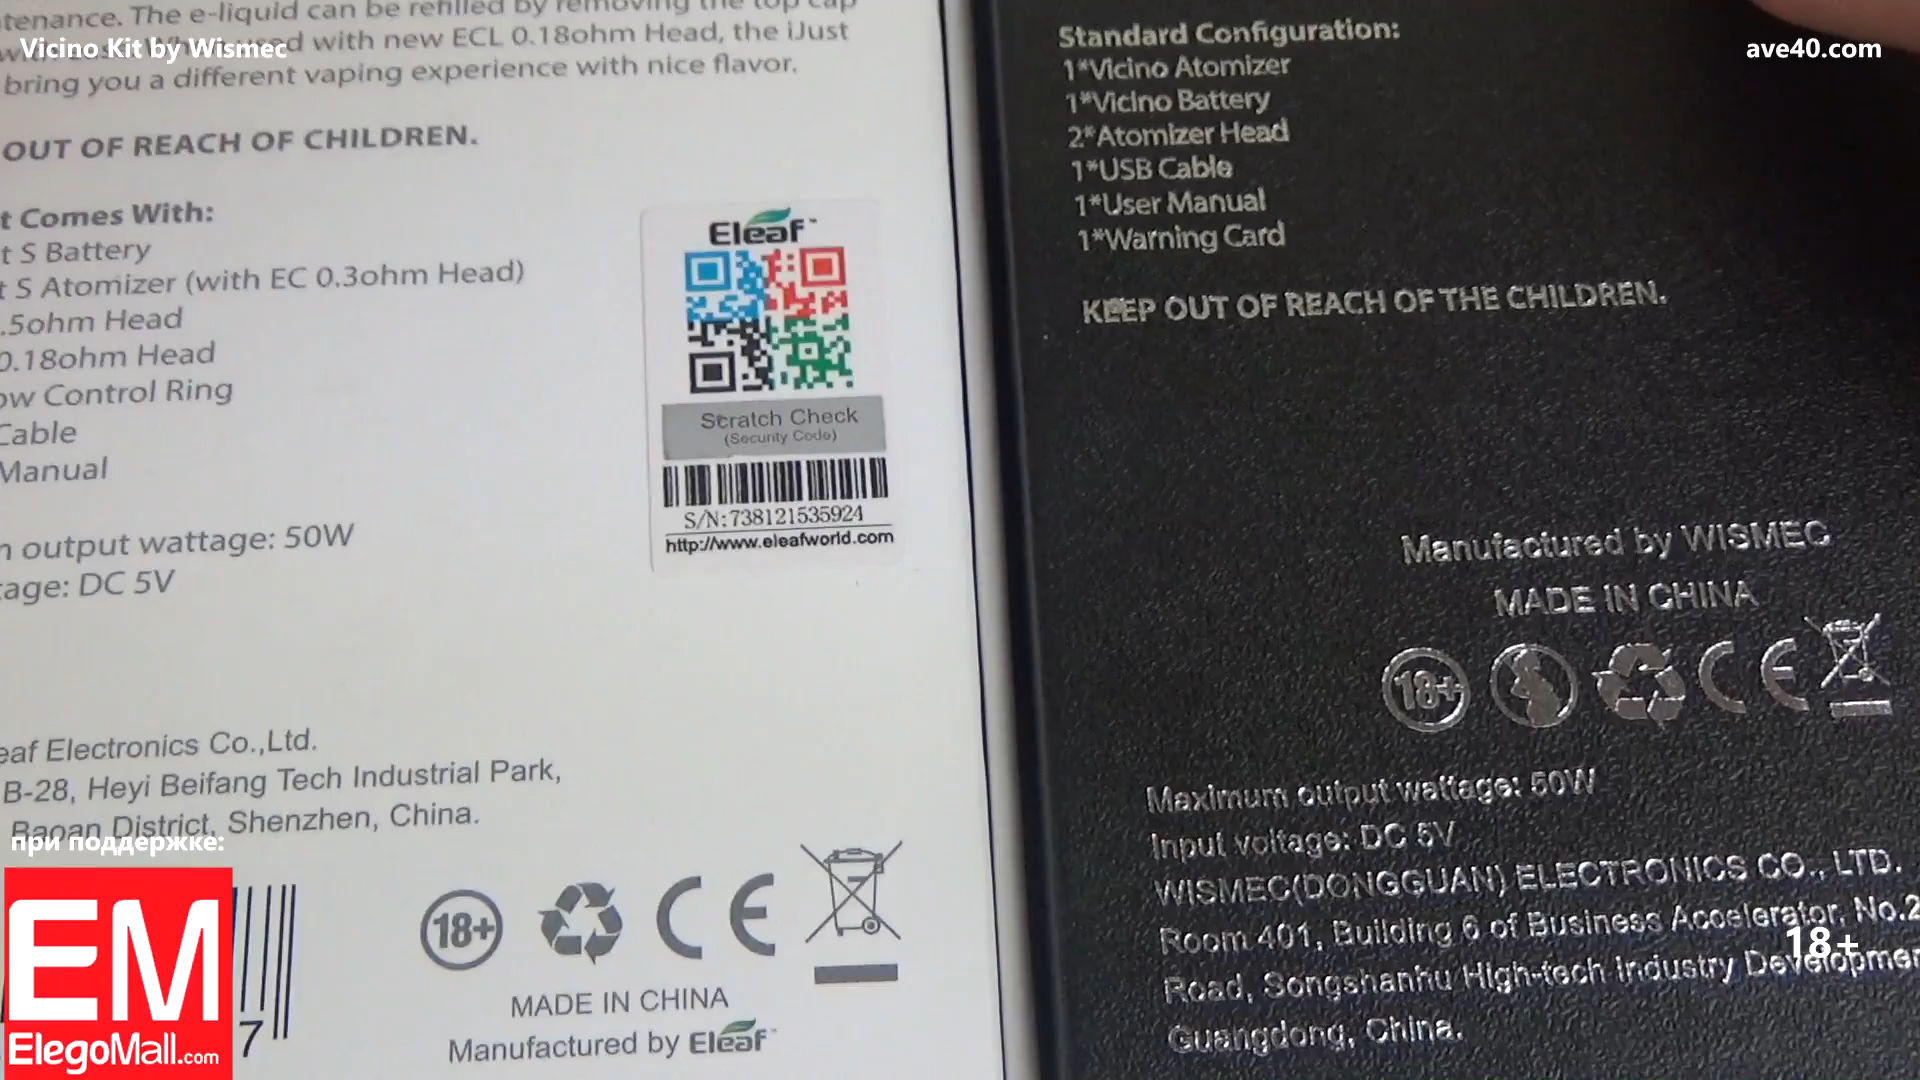 tenance. The e-liquid can be refilled by removing the top cap
used with new ECL 0.18ohm Head, the iJust
bring you a different vaping experience with nice flavor.
OUT OF REACH OF CHILDREN.
t Comes With:
t S Battery
t S Atomizer (with EC 0.3ohm Head)
.5ohm Head
0.18ohm Head
ow Control Ring
Cable
Manual
n output wattage: 50W
tage: DC 5V
Eleaf
Scratch Check
(Security Code)
S/N:738121535924
http://www.eleafworld.com
eaf Electronics Co.,Ltd.
B-28, Heyi Beifang Tech Industrial Park,
Baoan District, Shenzhen, China.
18+
CE
MADE IN CHINA
Manufactured by Eleaf
7
Standard Configuration:
1*Vicino Atomizer
1*Vicino Battery
2*Atomizer Head
1*USB Cable
1*User Manual
1*Warning Card
KEEP OUT OF REACH OF THE CHILDREN.
Manufactured by WISMEC
MADE IN CHINA
18+
CE
Maximum output wattage: 50W
Input voltage: DC 5V
WISMEC(DONGGUAN) ELECTRONICS CO., LTD.
Room 401, Building 6 of Business Accelerator, No.2
Road, Songshanhu High-tech Industry Developmen
Guangdong, China.
Vicino Kit by Wismec
ave40.com
при поддержке:
EM
ElegoMall.com
18+